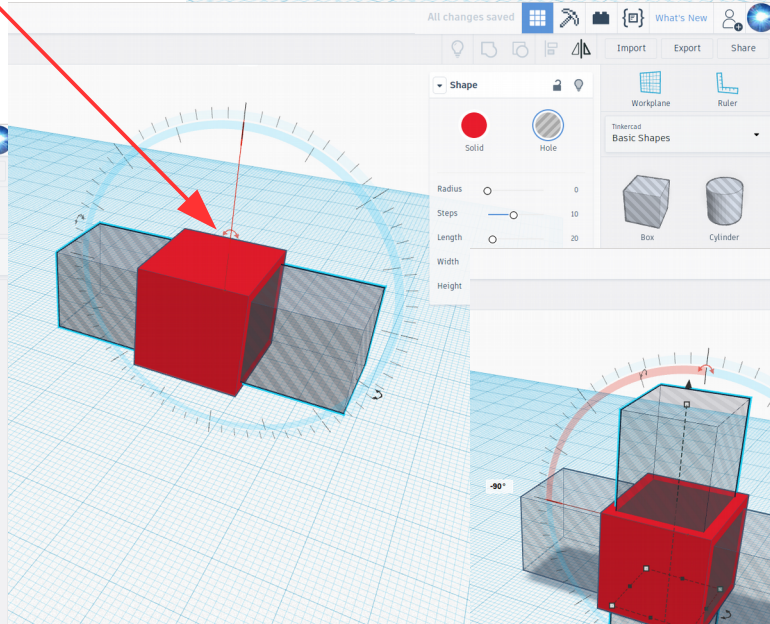 All changes saved
What's New
Import
Export
Share
Shape
Solid
Hole
Radius 0
Steps 10
Length 20
Width
Height
Workplane
Ruler
Tinkercad
Basic Shapes
Box
Cylinder
-90°